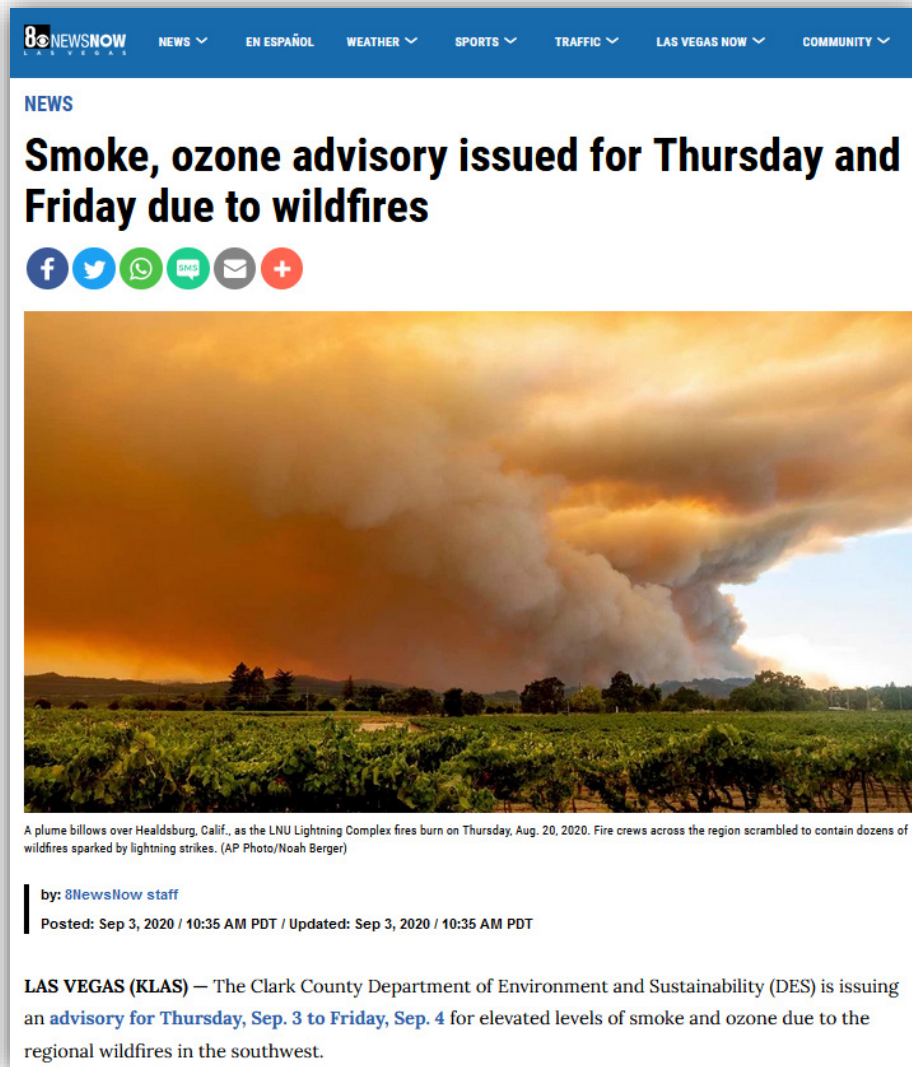 8 NEWSNOW
LAS VEGAS
NEWS
EN ESPAÑOL
WEATHER
SPORTS
TRAFFIC
LAS VEGAS NOW
COMMUNITY
NEWS
Smoke, ozone advisory issued for Thursday and
Friday due to wildfires
SMS
A plume billows over Healdsburg, Calif., as the LNU Lightning Complex fires burn on Thursday, Aug. 20, 2020. Fire crews across the region scrambled to contain dozens of
wildfires sparked by lightning strikes. (AP Photo/Noah Berger)
by: 8NewsNow staff
Posted: Sep 3, 2020 / 10:35 AM PDT / Updated: Sep 3, 2020 / 10:35 AM PDT
LAS VEGAS (KLAS) — The Clark County Department of Environment and Sustainability (DES) is issuing
an advisory for Thursday, Sep. 3 to Friday, Sep. 4 for elevated levels of smoke and ozone due to the
regional wildfires in the southwest.